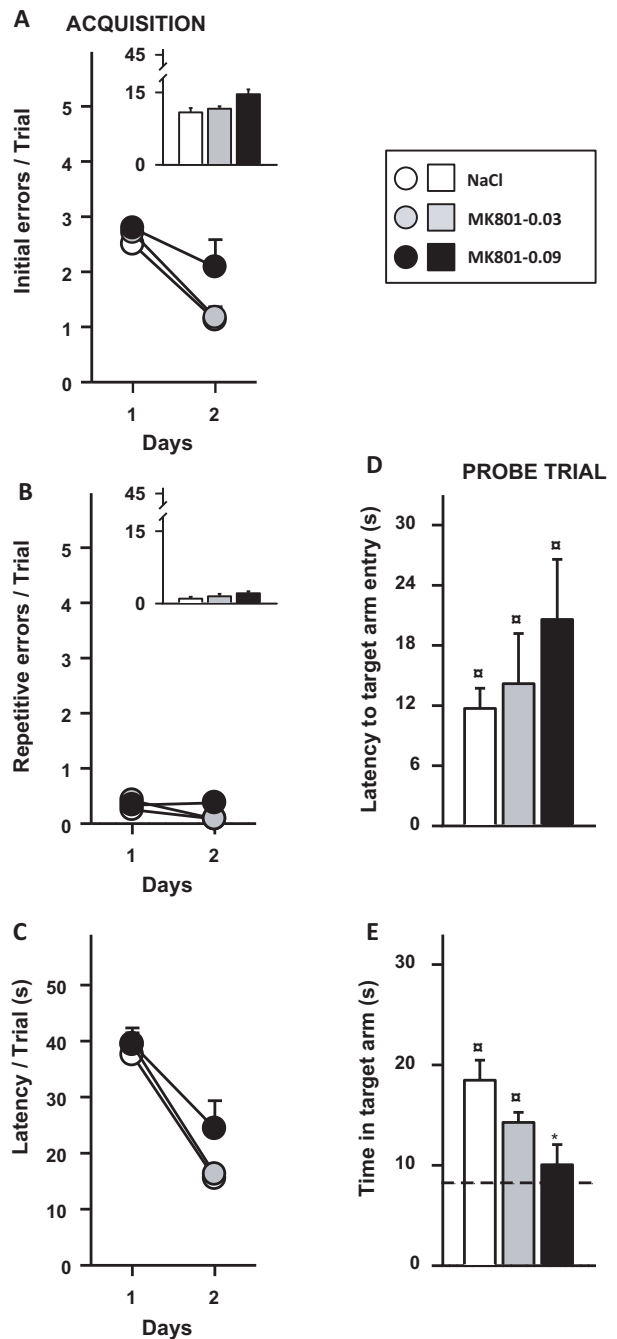 A ACQUISITION
45
15
0
Initial errors / Trial
5
4
3
2
1
0
1 2
Days
NaCl
MK801-0.03
MK801-0.09
B
45
15
0
Repetitive errors / Trial
5
4
3
2
1
0
1 2
Days
C
Latency / Trial (s)
50
40
30
20
10
0
1 2
Days
D PROBE TRIAL
Latency to target arm entry (s)
30
24
18
12
6
0
¤ ¤ ¤
E
Time in target arm (s)
30
20
10
0
¤ ¤ *